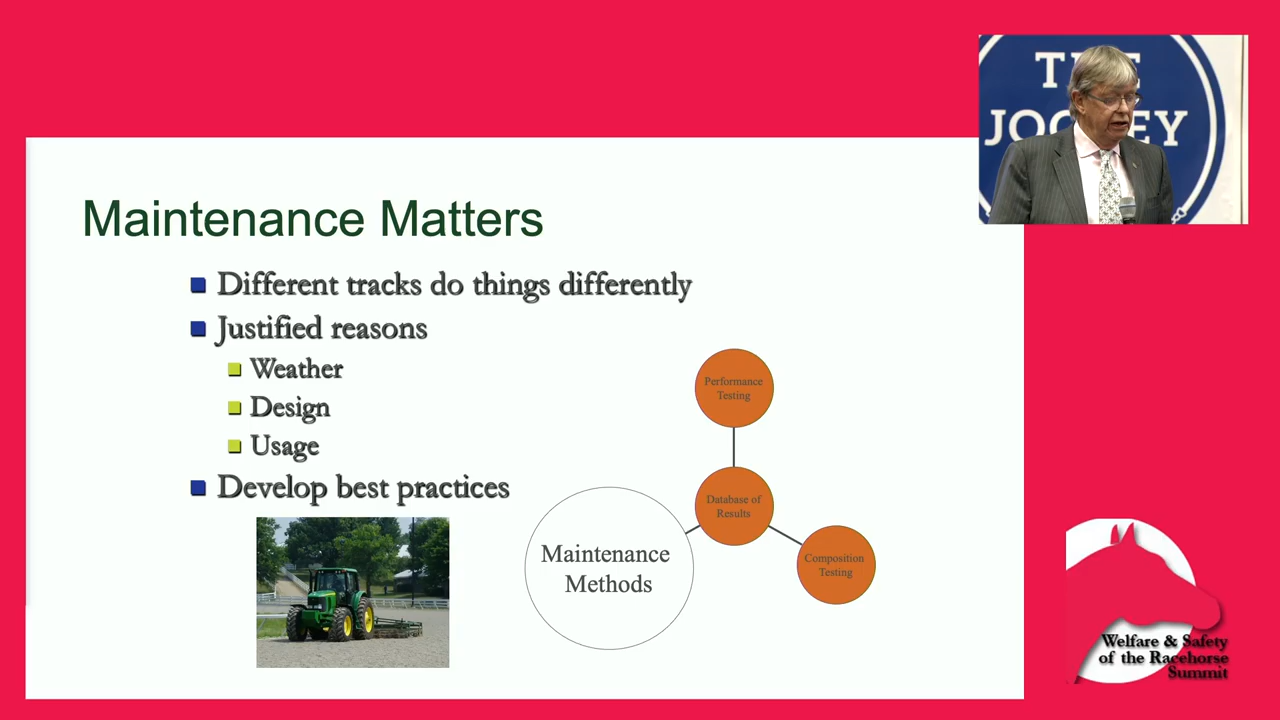 THE
JOCKEY
Maintenance Matters
Different tracks do things differently
Justified reasons
Weather
Design
Usage
Develop best practices
Performance
Testing
Database of
Results
Maintenance
Methods
Composition
Testing
Welfare & Safety
of the Racehorse
Summit